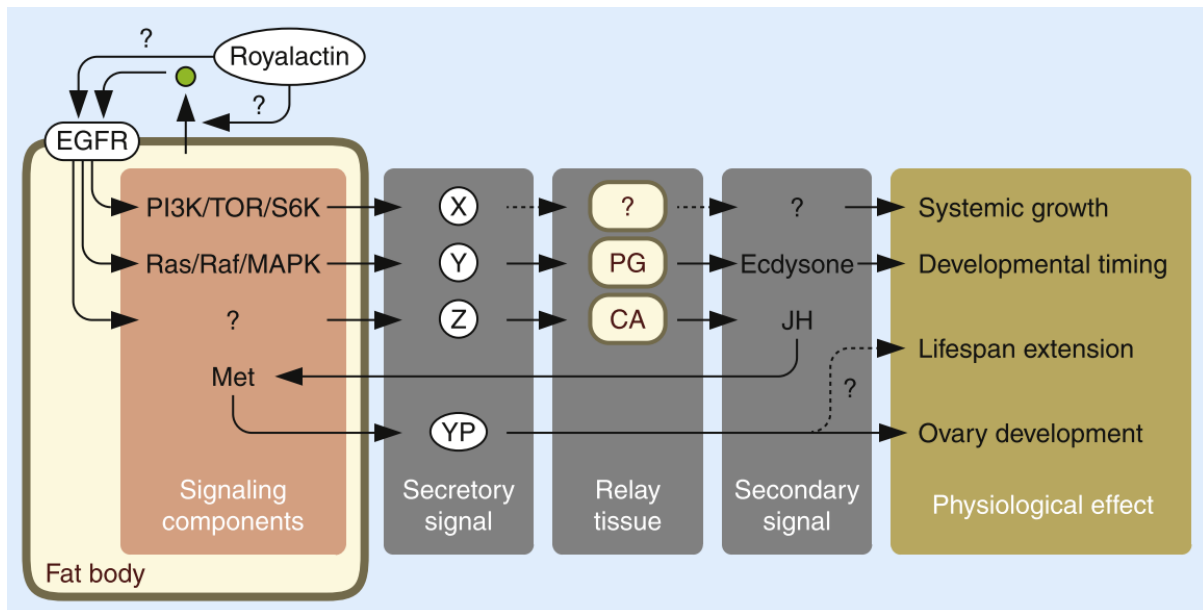 ?
Royalactin
?
EGFR
PI3K/TOR/S6K
X
?
?
Systemic growth
Ras/Raf/MAPK
Y
PG
Ecdysone
Developmental timing
?
Z
CA
JH
Lifespan extension
Met
?
YP
Ovary development
Signaling
components
Secretory
signal
Relay
tissue
Secondary
signal
Physiological effect
Fat body